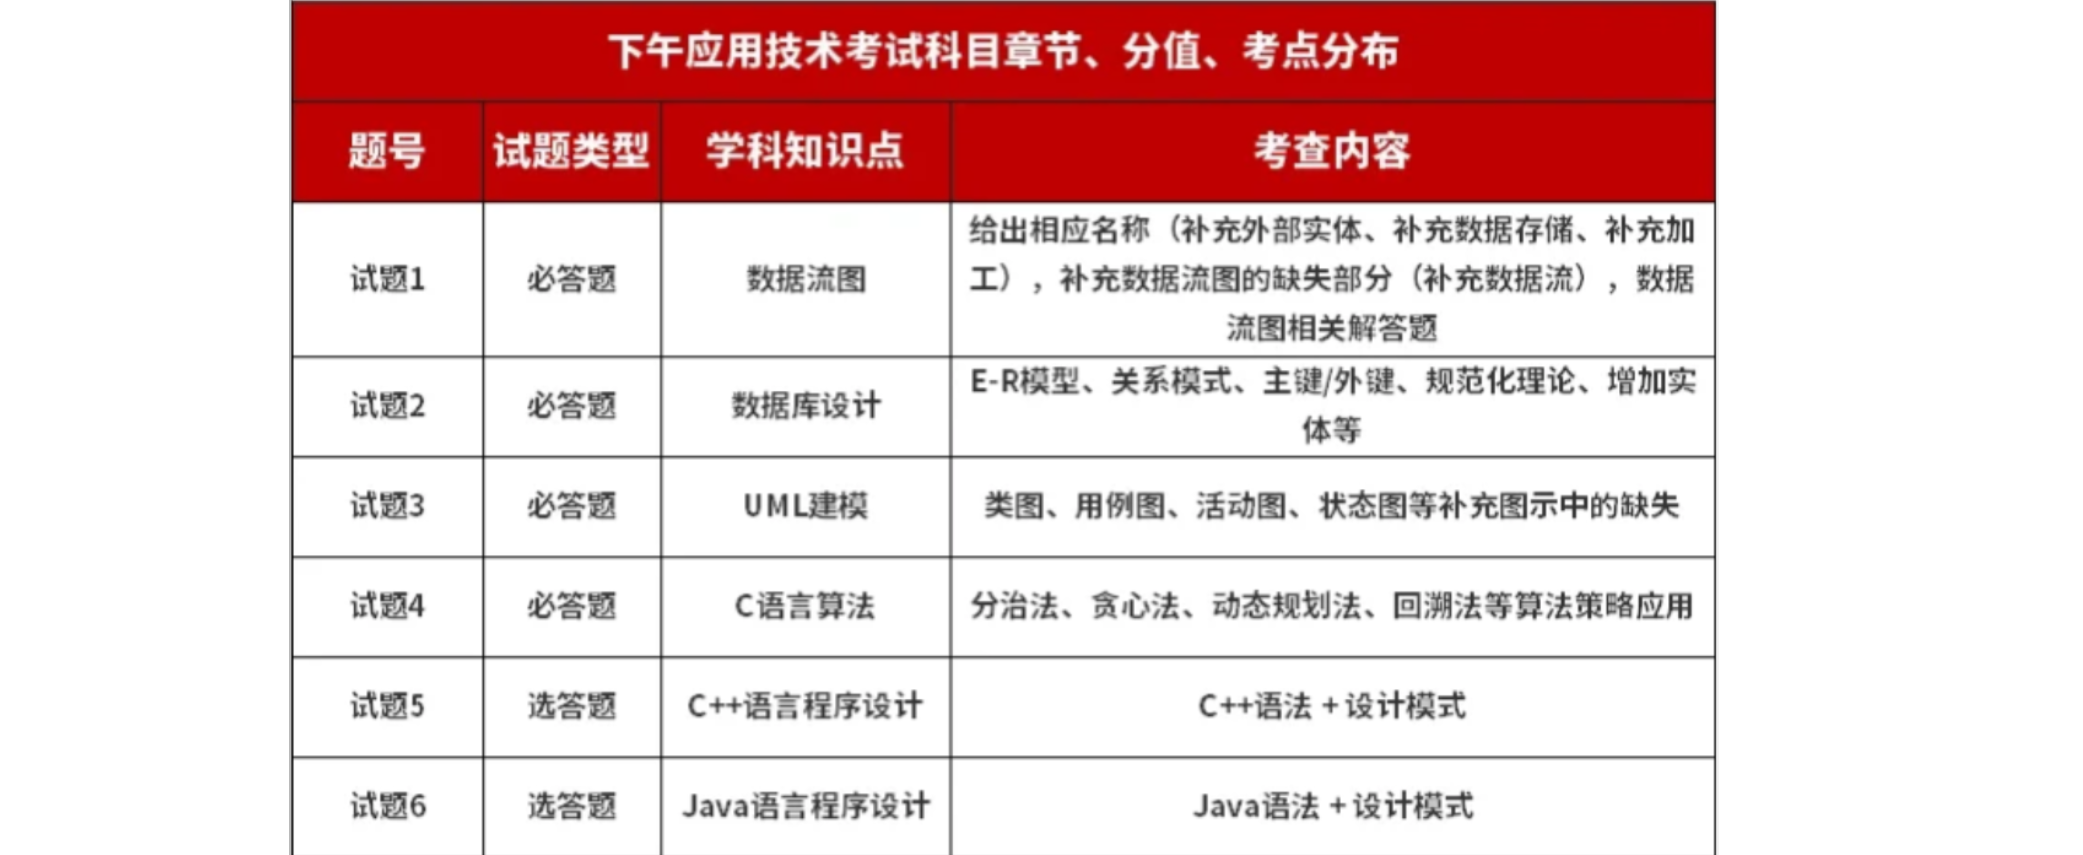 下午应用技术考试科目章节、分值、考点分布
题号 试题类型 学科知识点 考查内容
试题1 必答题 数据流图 给出相应名称（补充外部实体、补充数据存储、补充加
工），补充数据流图的缺失部分（补充数据流），数据
流图相关解答题
试题2 必答题 数据库设计 E-R模型、关系模式、主键/外键、规范化理论、增加实
体等
试题3 必答题 UML建模 类图、用例图、活动图、状态图等补充图示中的缺失
试题4 必答题 C语言算法 分治法、贪心法、动态规划法、回溯法等算法策略应用
试题5 选答题 C++语言程序设计 C++语法 + 设计模式
试题6 选答题 Java语言程序设计 Java语法 + 设计模式